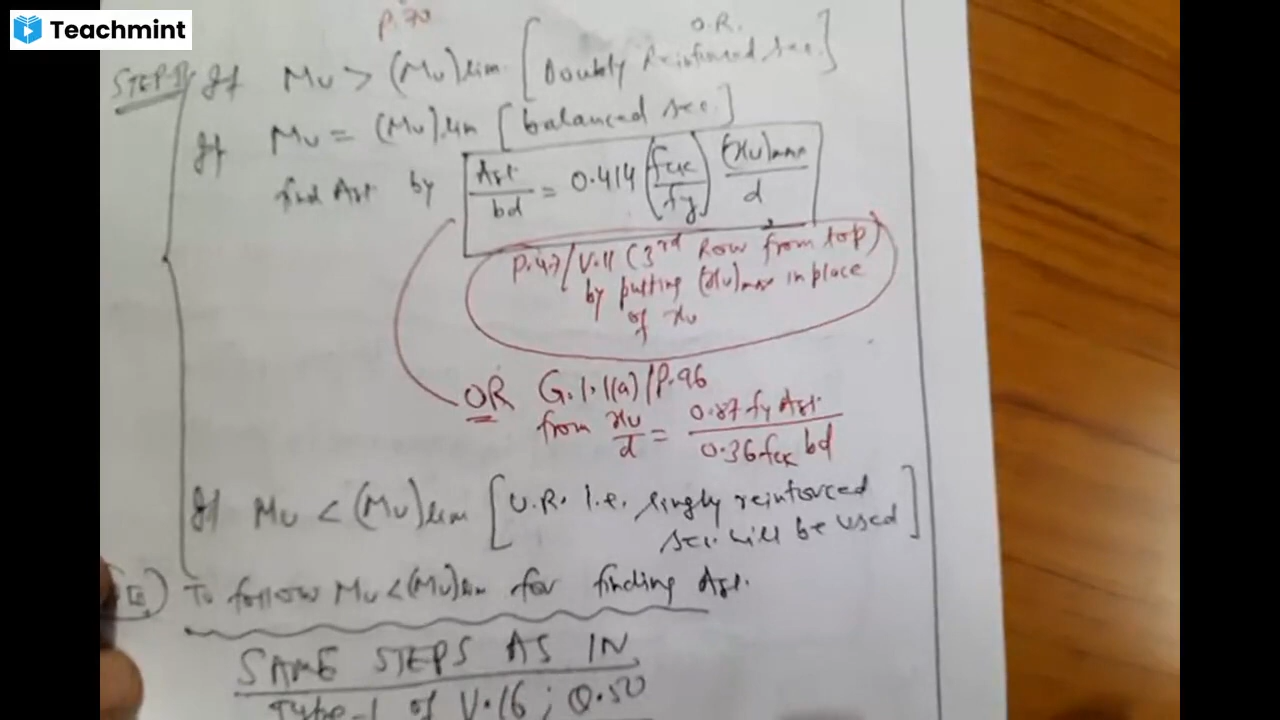 Teachmint
P.70
O.R.
If Mu > (Mu)lim [Doubly Reinforced sec.]
If Mu = (Mu)lim [balanced sec.]
find Ast by Ast/bd = 0.414 (fck/fy) (xu)max/d
P.47/V.11 (3rd Row from top)
by putting (xu)max in place
of xu
OR G.1.1(a)/P.96
from xu/d = 0.87 fy Ast/0.36 fck bd
If Mu < (Mu)lim [U.R. i.e. singly reinforced
sec. will be used]
To follow Mu < (Mu)lim for finding Ast.
SAME STEPS AS IN
Type-1 of V.16; Q.50